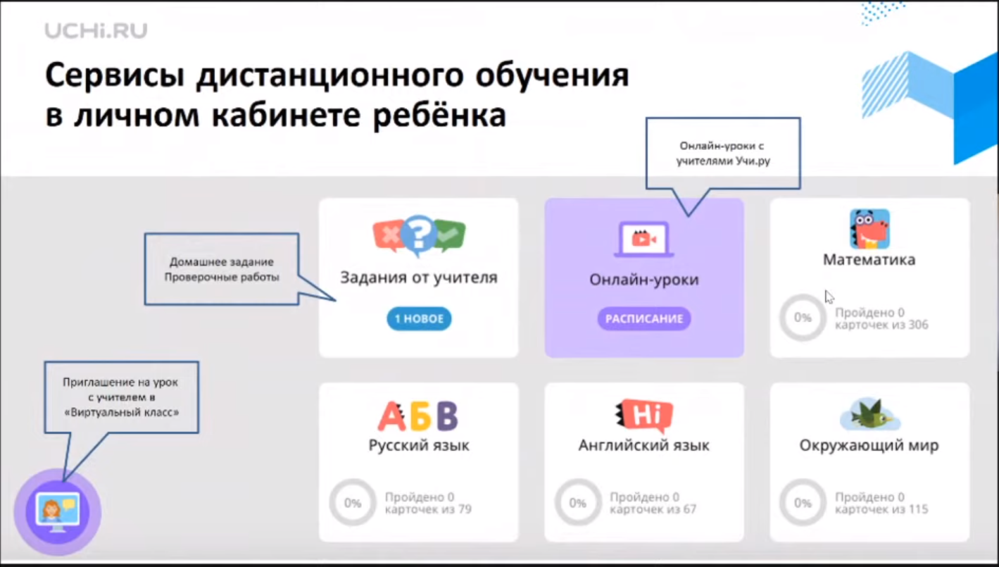 UCHi.RU
Сервисы дистанционного обучения
в личном кабинете ребёнка
Онлайн-уроки с
учителями Учи.ру
Домашнее задание
Проверочные работы
Задания от учителя
1 НОВОЕ
Онлайн-уроки
РАСПИСАНИЕ
Математика
0%
Пройдено 0
карточек из 306
Приглашение на урок
с учителем в
«Виртуальный класс»
АБВ
Русский язык
0%
Пройдено 0
карточек из 79
Hi
Английский язык
0%
Пройдено 0
карточек из 67
Окружающий мир
0%
Пройдено 0
карточек из 115